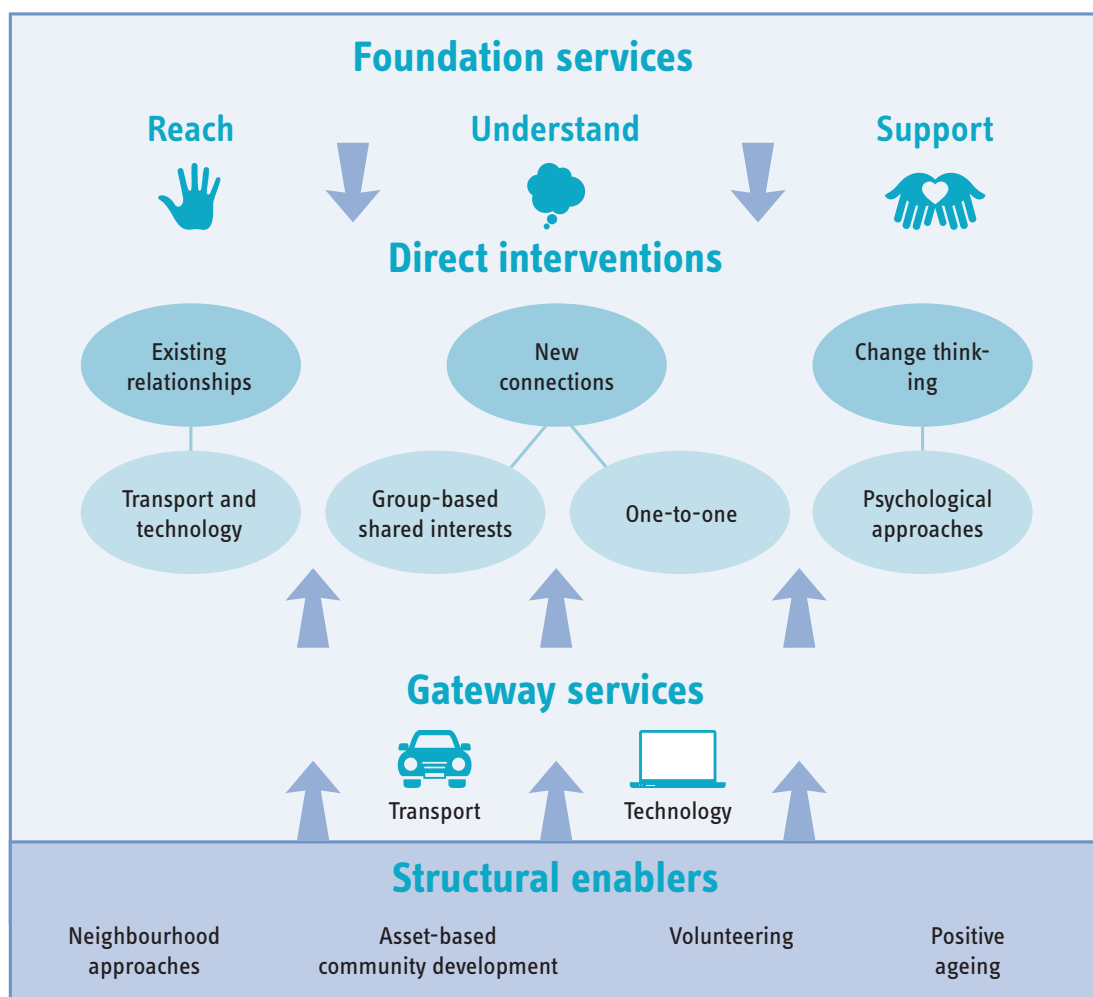 Foundation services
Reach
Understand
Support
Direct interventions
Existing
relationships
New
connections
Change think-
ing
Transport and
technology
Group-based
shared interests
One-to-one
Psychological
approaches
Gateway services
Transport
Technology
Structural enablers
Neighbourhood
approaches
Asset-based
community development
Volunteering
Positive
ageing